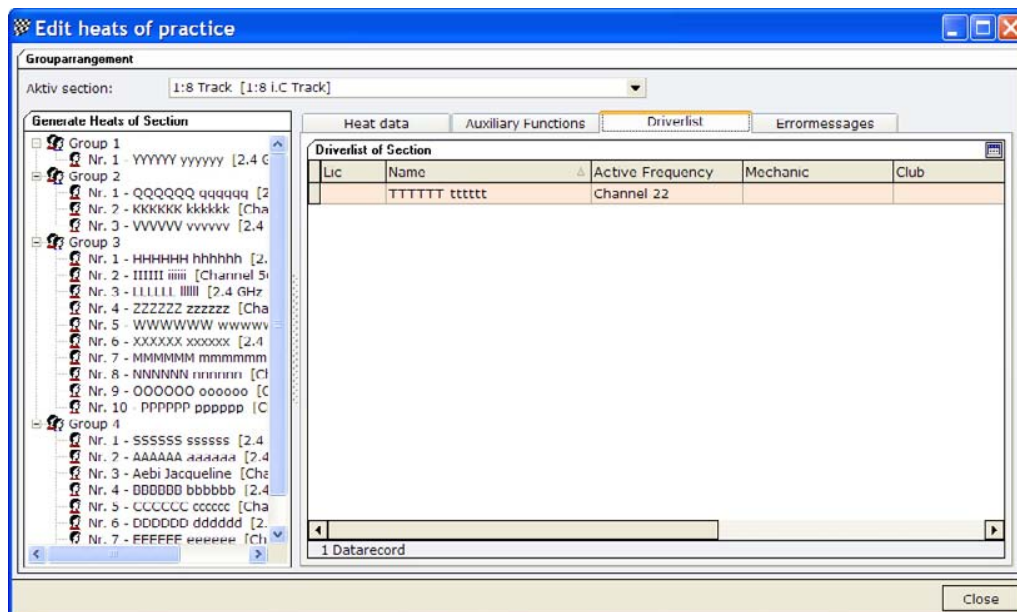 Edit heats of practice
Grouparrangement
Aktiv section: 1:8 Track [1:8 i.C Track]
Generate Heats of Section
Group 1
Nr. 1 - YYYYYY yyyyyy [2.4 G
Group 2
Nr. 1 - QQQQQQ qqqqqq [2
Nr. 2 - KKKKKK kkkkkk [Cha
Nr. 3 - VVVVVV vvvvvv [2.4
Group 3
Nr. 1 - HHHHHH hhhhhh [2.
Nr. 2 - IIIIII iiiiii [Channel 50
Nr. 3 - LLLLLL llllll [2.4 GHz
Nr. 4 - ZZZZZZ zzzzzz [Cha
Nr. 5 - WWWWWW wwwww
Nr. 6 - XXXXXX xxxxxx [2.4
Nr. 7 - MMMMMM mmmmmm
Nr. 8 - NNNNNN nnnnnn [Cl
Nr. 9 - OOOOOO oooooo [C
Nr. 10 - PPPPPP pppppp [C
Group 4
Nr. 1 - SSSSSS ssssss [2.4
Nr. 2 - AAAAAA aaaaaa [2.4
Nr. 3 - Aebi Jacqueline [Cha
Nr. 4 - BBBBBB bbbbbb [2.4
Nr. 5 - CCCCCC cccccc [Cha
Nr. 6 - DDDDDD dddddd [2.
Nr. 7 - EEEEEE eeeeee [Ch
Heat data Auxiliary Functions Driverlist Errormessages
Driverlist of Section
Lic Name Active Frequency Mechanic Club
TTTTTT tttttt Channel 22
1 Datarecord
Close